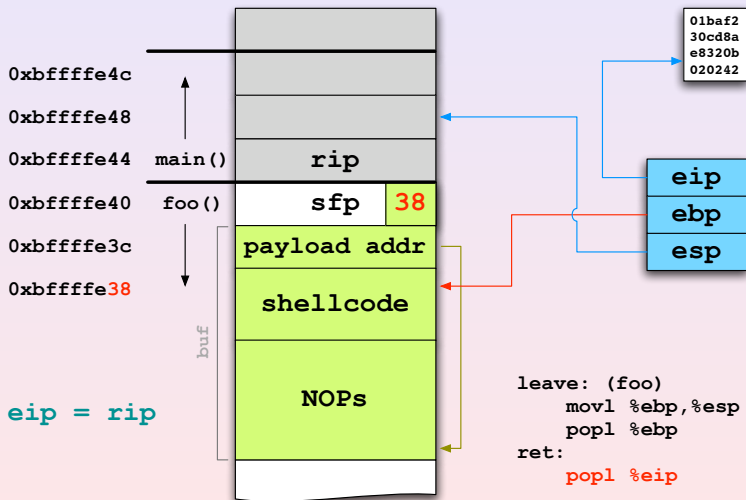 01baf2
30cd8a
e8320b
020242
0xbffffe4c
0xbffffe48
0xbffffe44 main() rip
eip
0xbffffe40 foo() sfp 38
ebp
0xbffffe3c payload addr
esp
0xbffffe38
shellcode
buf
leave: (foo)
movl %ebp,%esp
popl %ebp
ret:
popl %eip
NOPs
eip = rip